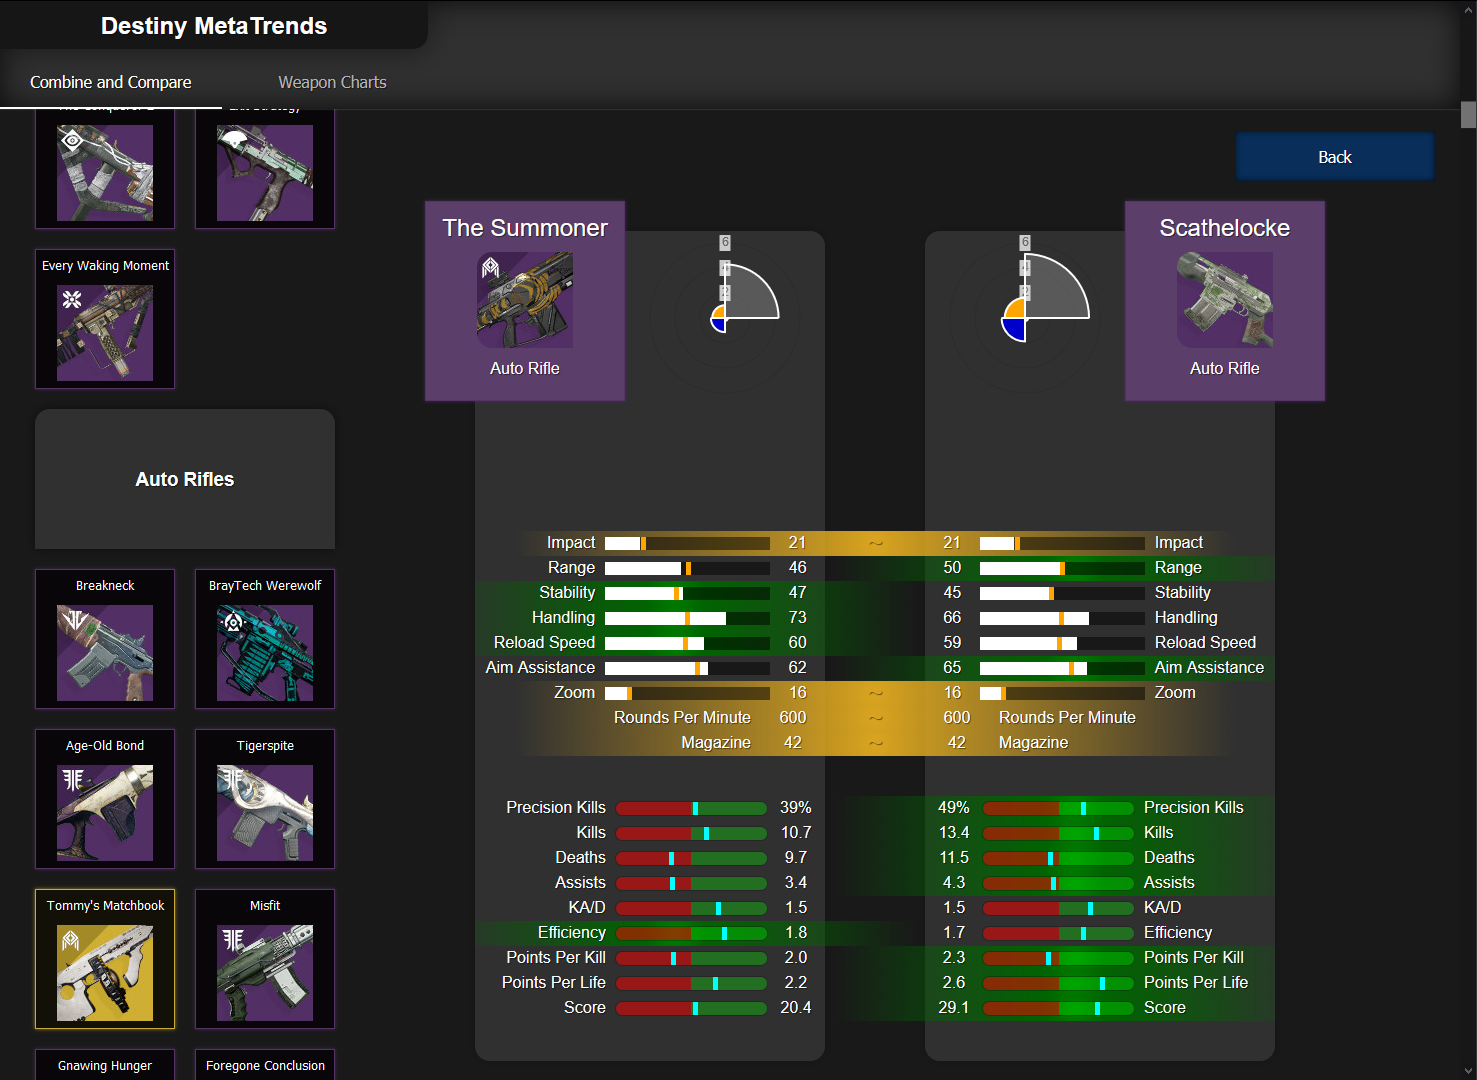 Destiny MetaTrends
Combine and Compare
Weapon Charts
Exit Strategy
Every Waking Moment
Auto Rifles
Breakneck
BrayTech Werewolf
Age-Old Bond
Tigerspite
Tommy's Matchbook
Misfit
Gnawing Hunger
Foregone Conclusion
Back
The Summoner
Auto Rifle
6
2
Scathelocke
Auto Rifle
6
2
Impact 21 ~ 21 Impact
Range 46 50 Range
Stability 47 45 Stability
Handling 73 66 Handling
Reload Speed 60 59 Reload Speed
Aim Assistance 62 65 Aim Assistance
Zoom 16 ~ 16 Zoom
Rounds Per Minute 600 ~ 600 Rounds Per Minute
Magazine 42 ~ 42 Magazine
Precision Kills 39% 49% Precision Kills
Kills 10.7 13.4 Kills
Deaths 9.7 11.5 Deaths
Assists 3.4 4.3 Assists
KA/D 1.5 1.5 KA/D
Efficiency 1.8 1.7 Efficiency
Points Per Kill 2.0 2.3 Points Per Kill
Points Per Life 2.2 2.6 Points Per Life
Score 20.4 29.1 Score